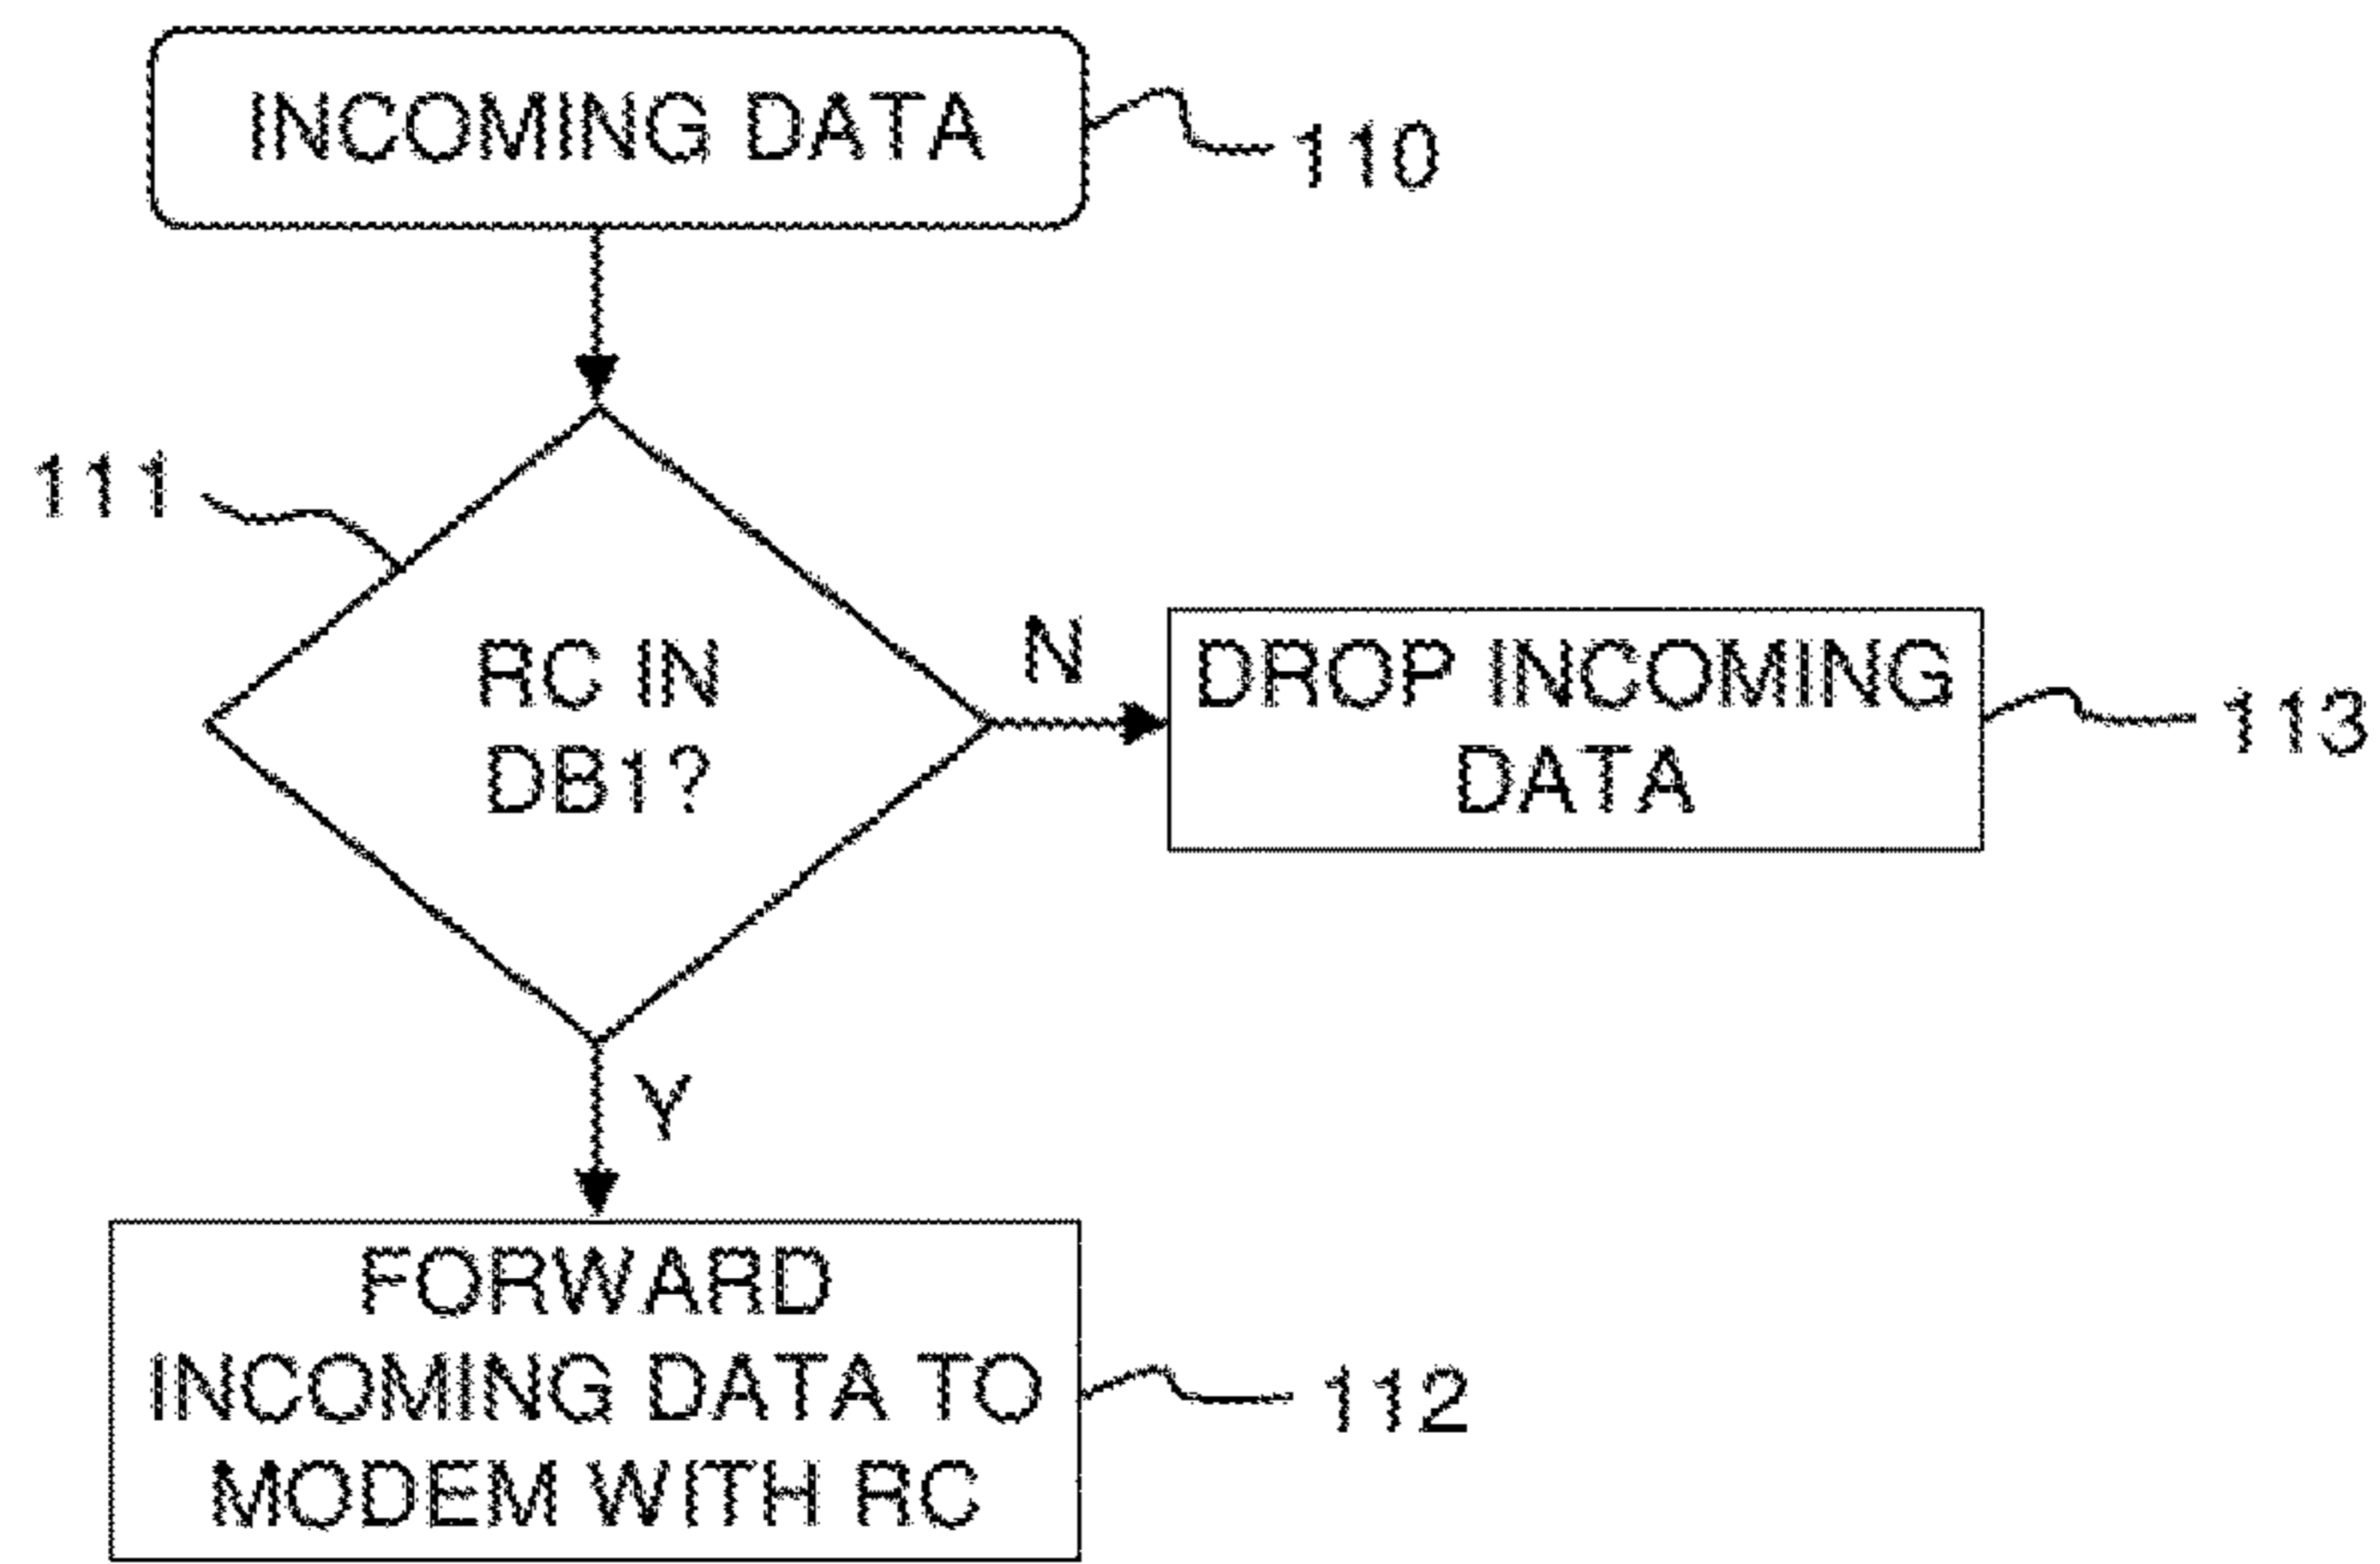 INCOMING DATA
110
111
RC IN
DB1?
N
DROP INCOMING
DATA
113
Y
FORWARD
INCOMING DATA TO
MODEM WITH RC
112